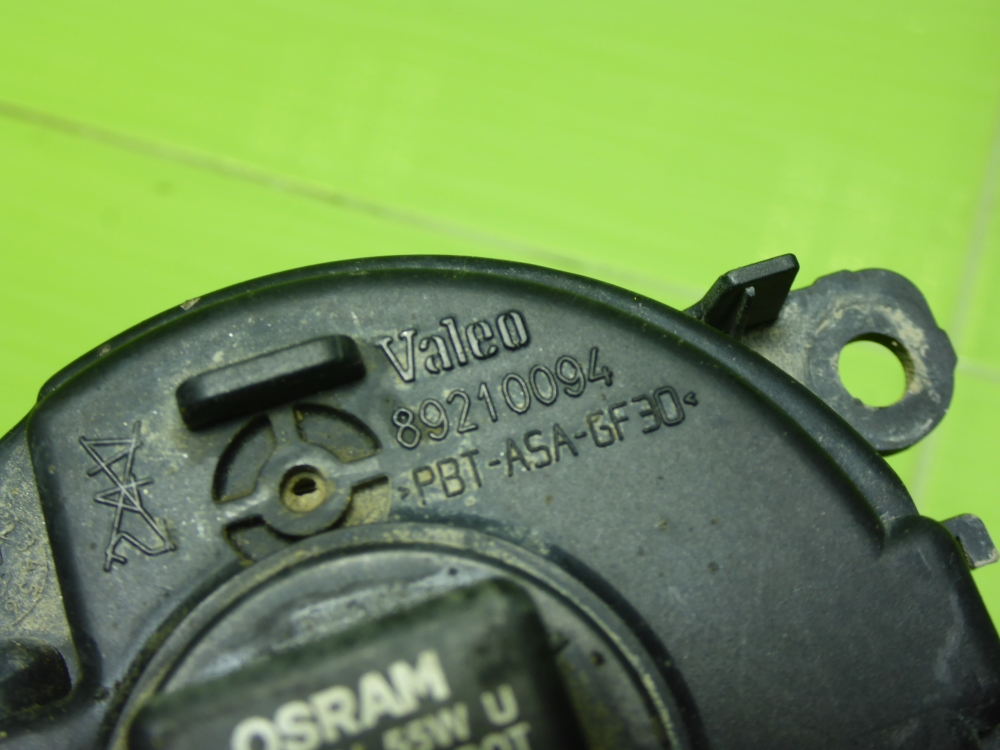 Valeo
89210094
>PBT-ASA-GF30<
OSRAM
55W U